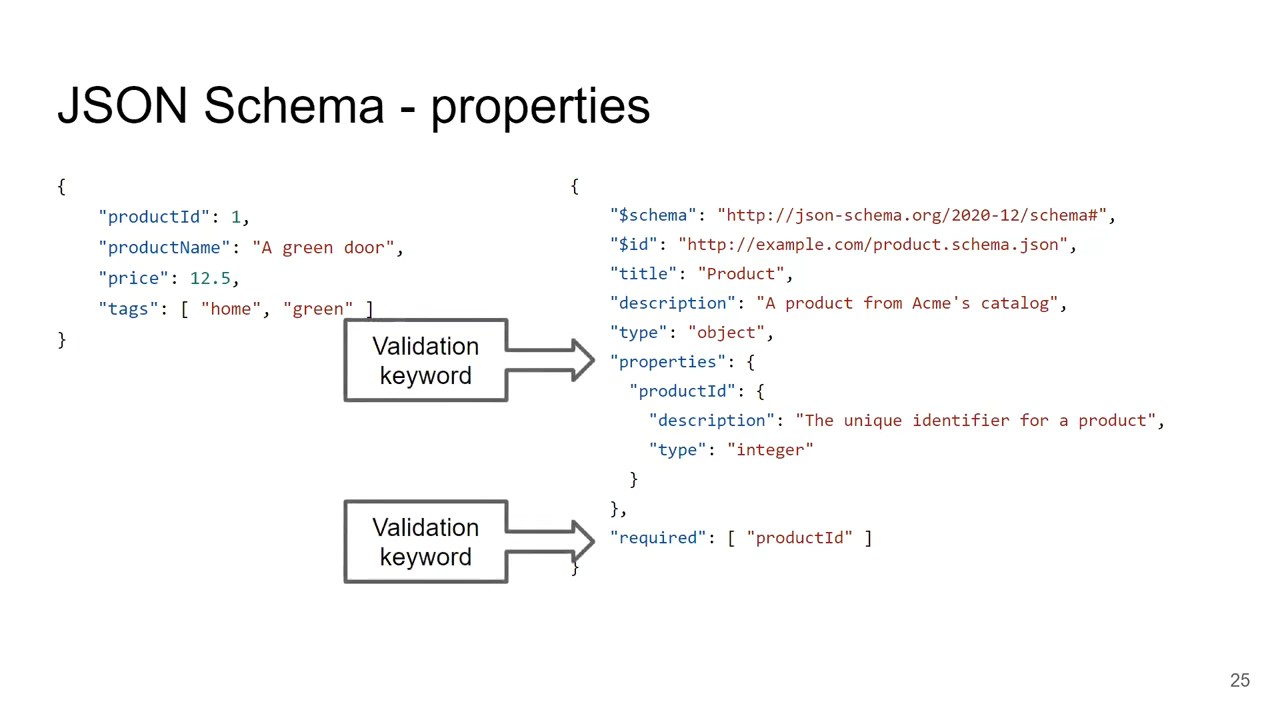 JSON Schema - properties
{
"productId": 1,
"productName": "A green door",
"price": 12.5,
"tags": [ "home", "green" ]
}
Validation
keyword
Validation
keyword
{
"$schema": "http://json-schema.org/2020-12/schema#",
"$id": "http://example.com/product.schema.json",
"title": "Product",
"description": "A product from Acme's catalog",
"type": "object",
"properties": {
"productId": {
"description": "The unique identifier for a product",
"type": "integer"
}
},
"required": [ "productId" ]
}
25